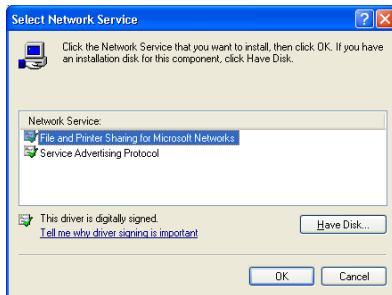 Select Network Service
Click the Network Service that you want to install, then click OK. If you have
an installation disk for this component, click Have Disk.
Network Service:
File and Printer Sharing for Microsoft Networks
Service Advertising Protocol
This driver is digitally signed.
Tell me why driver signing is important
Have Disk...
OK
Cancel